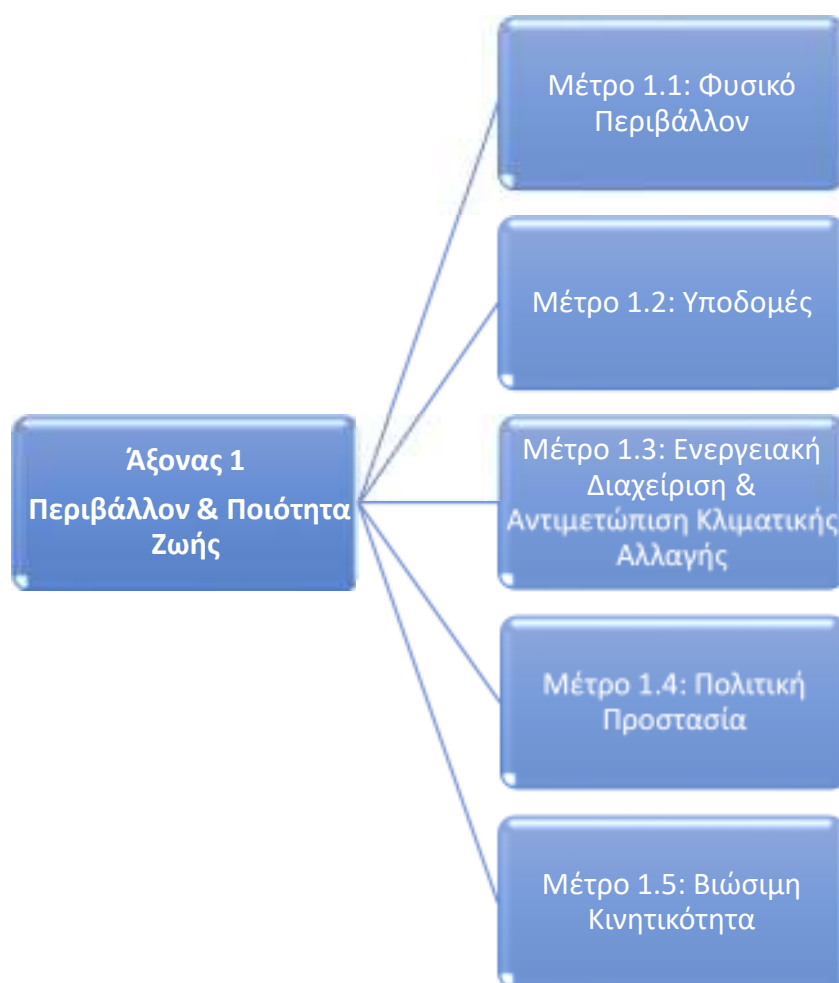 Μέτρο 1.1: Φυσικό
Περιβάλλον
Μέτρο 1.2: Υποδομές
Άξονας 1
Περιβάλλον & Ποιότητα
Ζωής
Μέτρο 1.3: Ενεργειακή
Διαχείριση &
Αντιμετώπιση Κλιματικής
Αλλαγής
Μέτρο 1.4: Πολιτική
Προστασία
Μέτρο 1.5: Βιώσιμη
Κινητικότητα